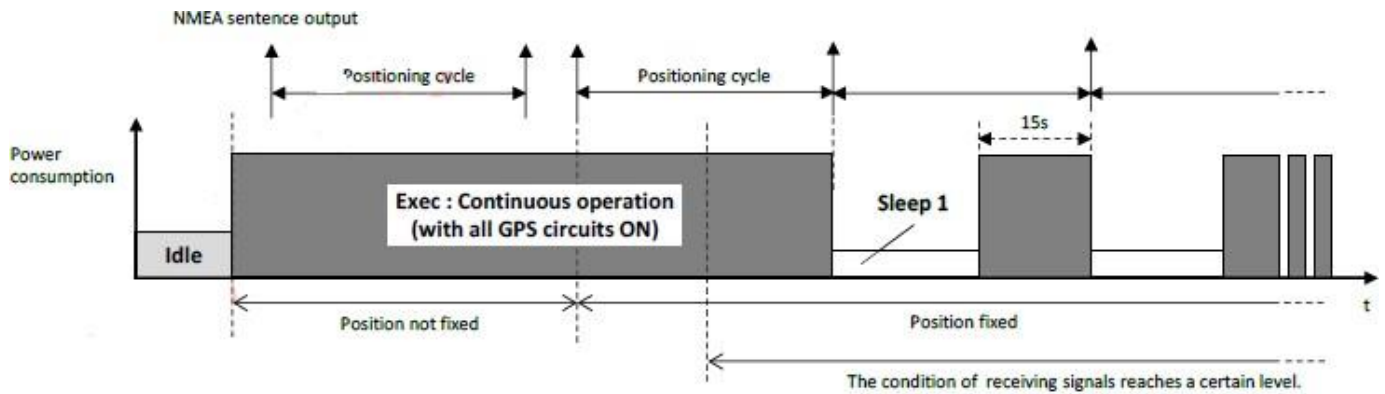 NMEA sentence output
Positioning cycle
Positioning cycle
15s
Power
consumption
Exec : Continuous operation
(with all GPS circuits ON)
Sleep 1
Idle
t
Position not fixed
Position fixed
The condition of receiving signals reaches a certain level.